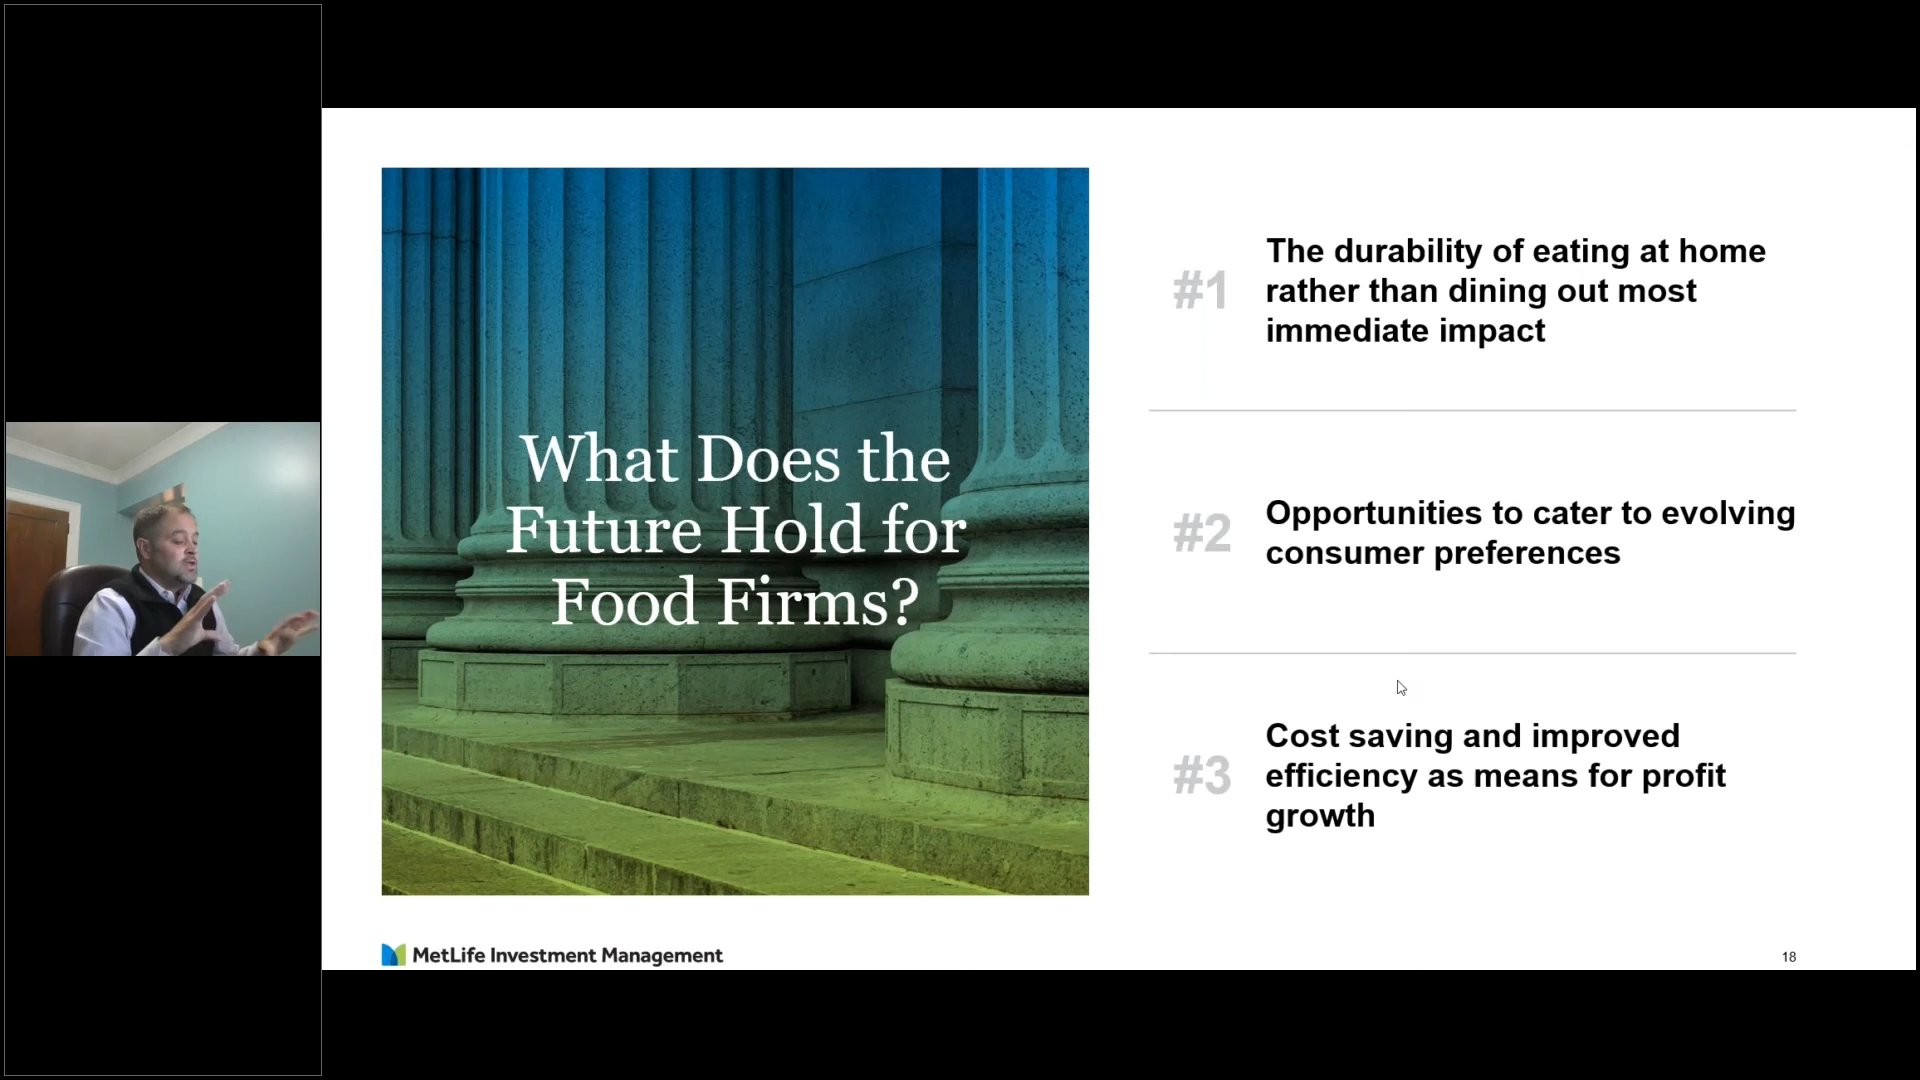 What Does the
Future Hold for
Food Firms?
#1
The durability of eating at home
rather than dining out most
immediate impact
#2
Opportunities to cater to evolving
consumer preferences
#3
Cost saving and improved
efficiency as means for profit
growth
MetLife Investment Management
18